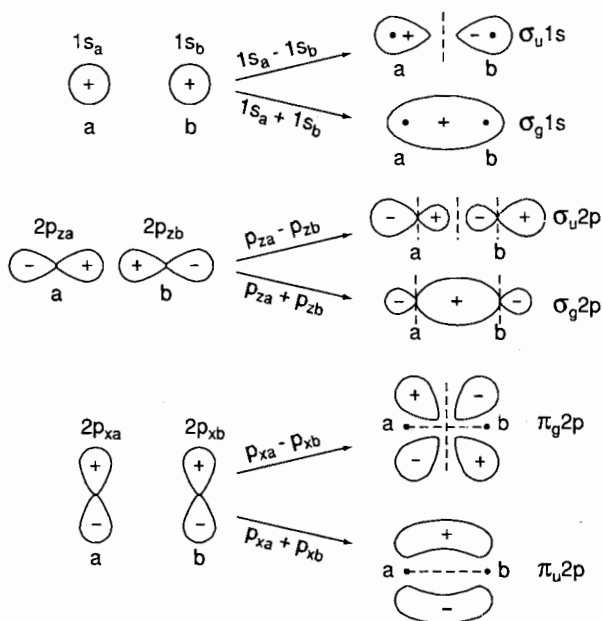 1s_a 1s_b
+ +
a b
1s_a - 1s_b
1s_a + 1s_b
+ -
a b
σ_u1s
+
a b
σ_g1s
2p_za 2p_zb
- + + -
a b
p_za - p_zb
p_za + p_zb
- + - +
a b
σ_u2p
- + -
a b
σ_g2p
2p_xa 2p_xb
+ +
- -
a b
p_xa - p_xb
p_xa + p_xb
+ -
a b
- +
π_g2p
+
a b
-
π_u2p